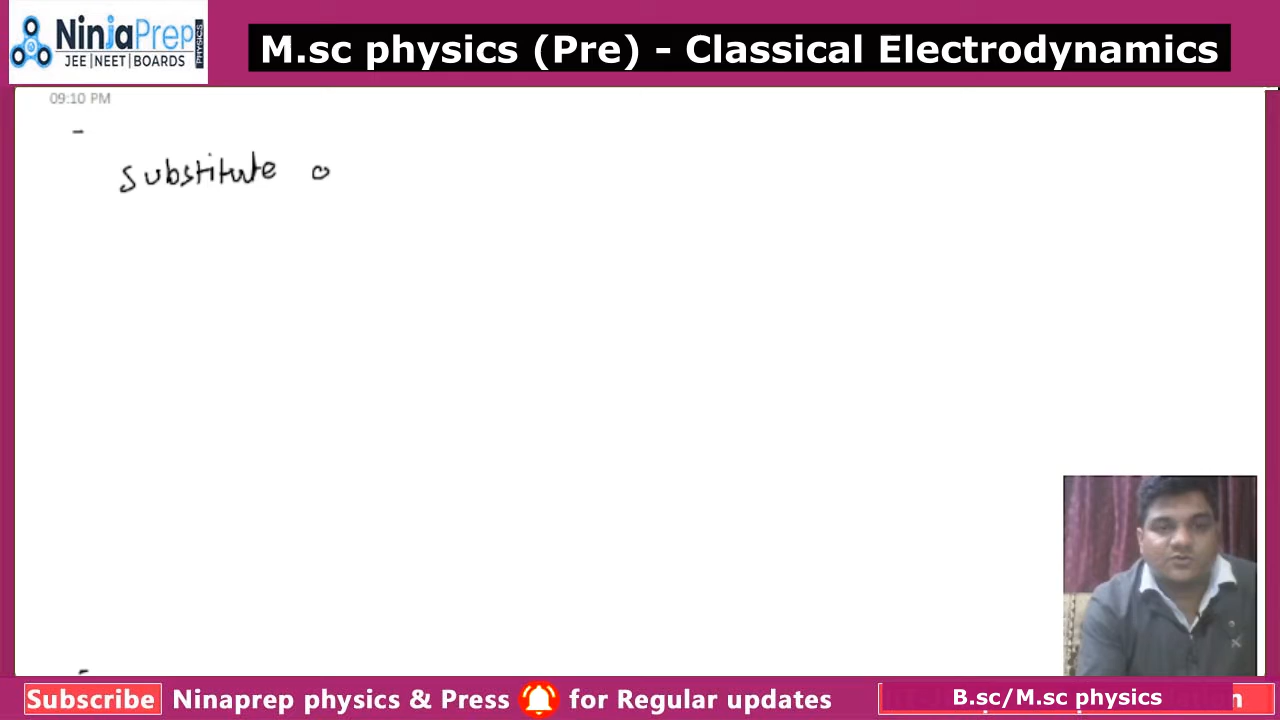 NinjaPrep
PHYSICS
JEE|NEET|BOARDS
M.sc physics (Pre) - Classical Electrodynamics
09:10 PM
Substitute o
Subscribe Ninaprep physics & Press for Regular updates
B.sc/M.sc physics